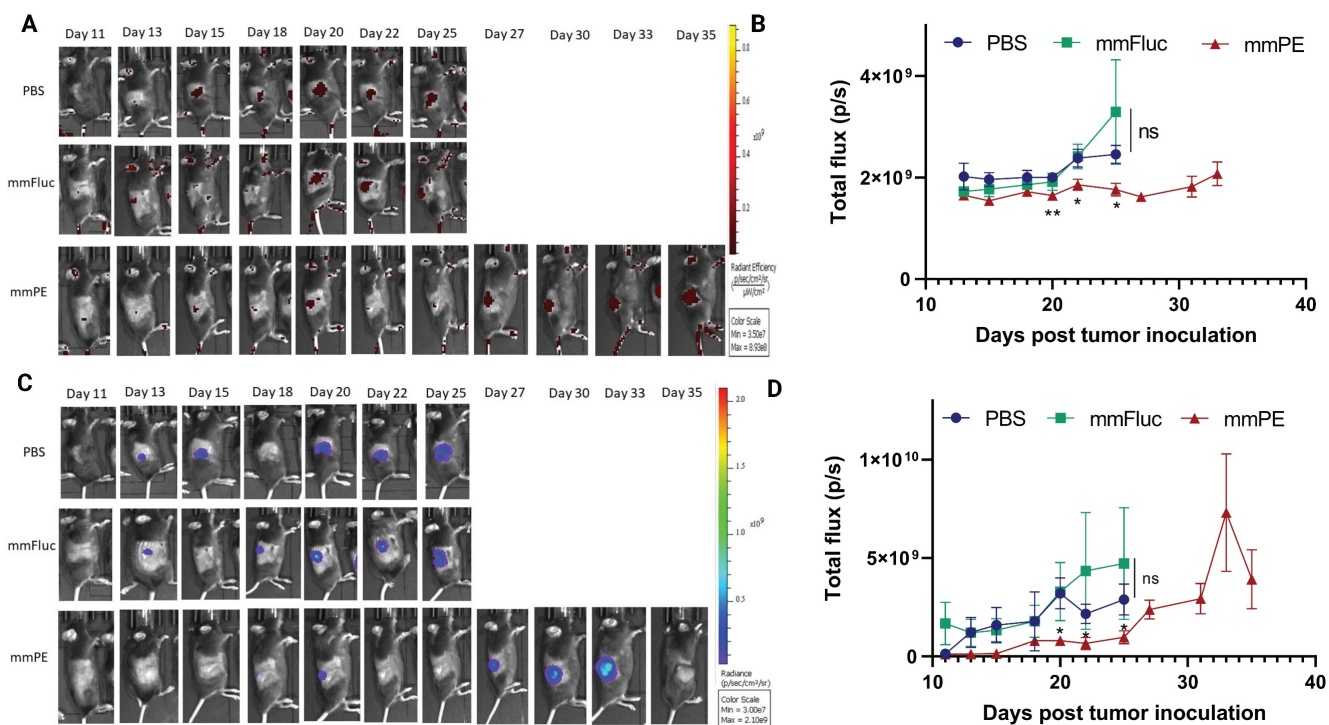 A
Day 11 Day 13 Day 15 Day 18 Day 20 Day 22 Day 25 Day 27 Day 30 Day 33 Day 35
PBS
mmFluc
mmPE
0.8
0.6
x10⁹
0.4
0.2
Radiant Efficiency
(p/sec/cm²/sr / µW/cm²)
Color Scale
Min = 3.50e7
Max = 8.93e8
B
PBS mmFluc mmPE
Total flux (p/s)
4×10⁹
2×10⁹
0
ns
** * *
10 20 30 40
Days post tumor inoculation
C
Day 11 Day 13 Day 15 Day 18 Day 20 Day 22 Day 25 Day 27 Day 30 Day 33 Day 35
PBS
mmFluc
mmPE
2.0
1.5
x10⁹
1.0
0.5
Radiance
(p/sec/cm²/sr)
Color Scale
Min = 3.00e7
Max = 2.10e9
D
PBS mmFluc mmPE
Total flux (p/s)
1×10¹⁰
5×10⁹
0
ns
* * *
10 20 30 40
Days post tumor inoculation